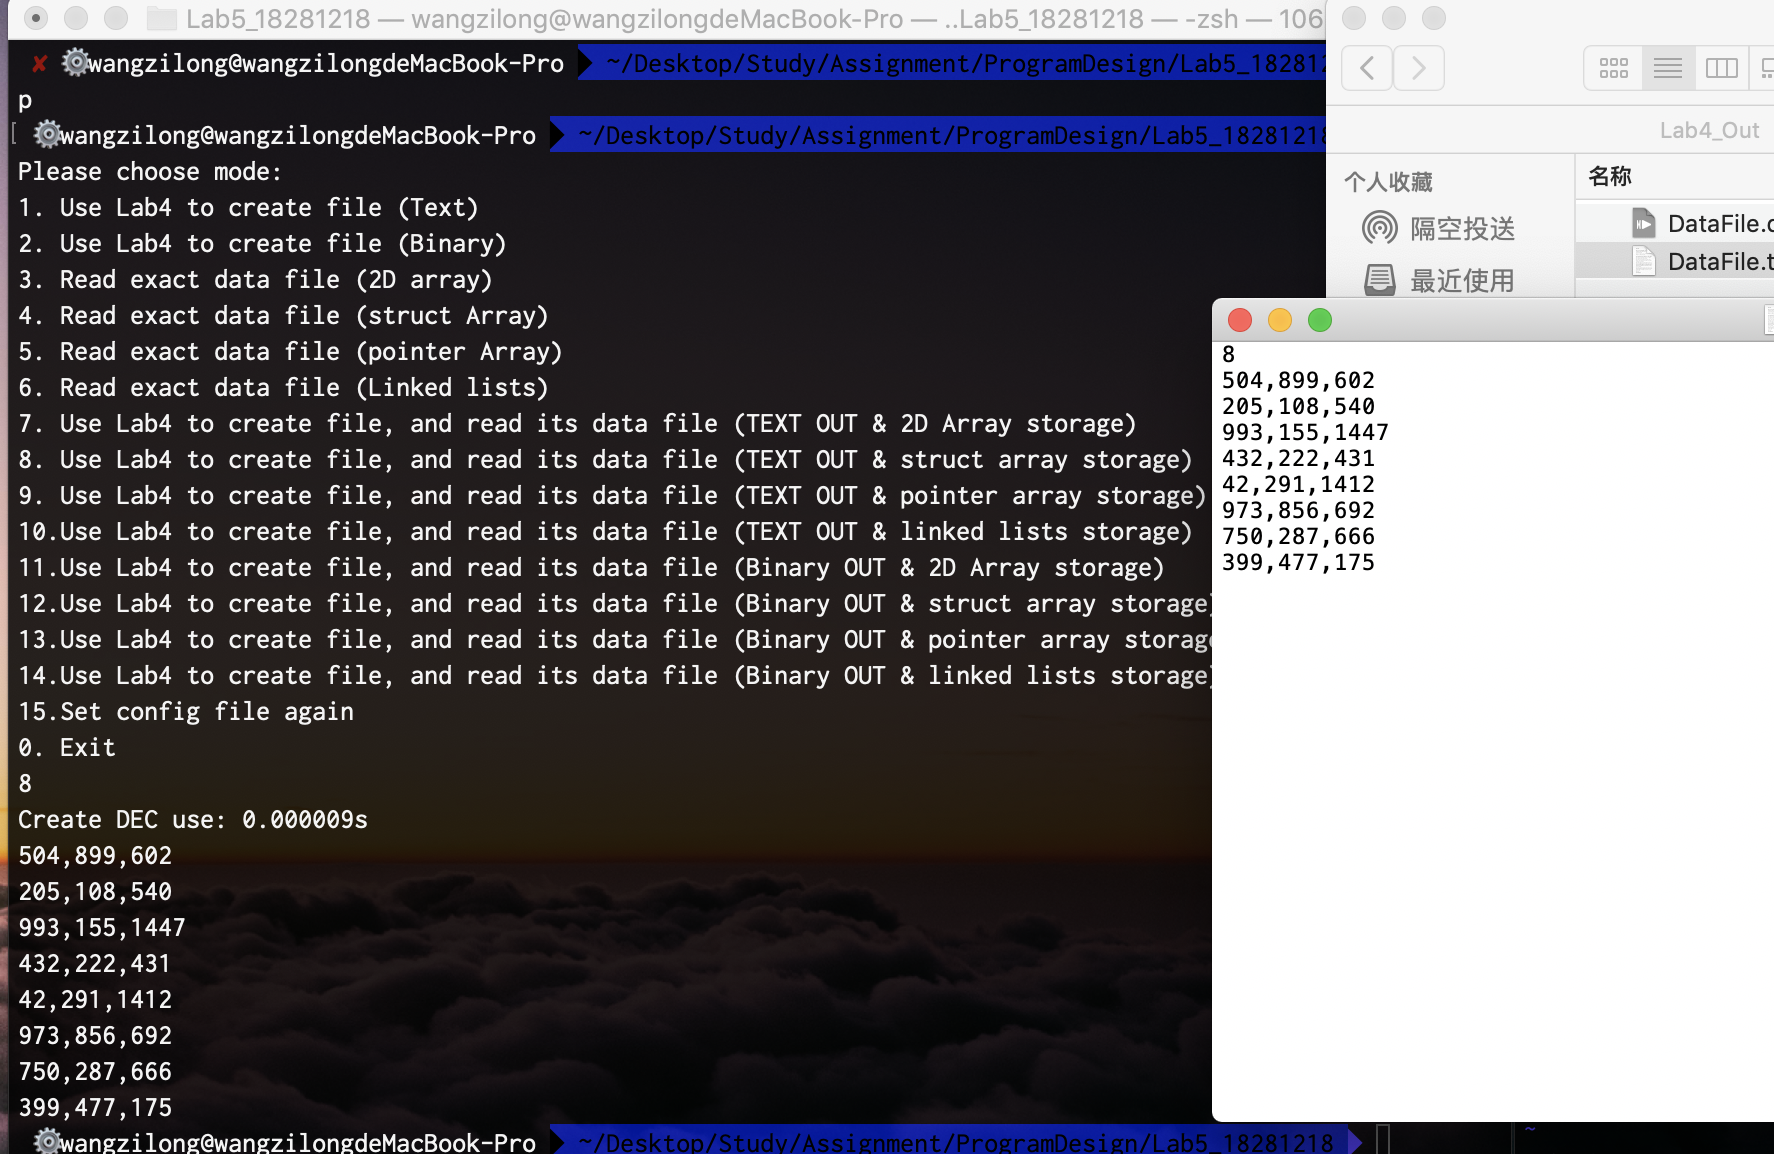 Lab5_18281218 — wangzilong@wangzilongdeMacBook-Pro — ..Lab5_18281218 — -zsh — 106
✘ ⚙wangzilong@wangzilongdeMacBook-Pro ~/Desktop/Study/Assignment/ProgramDesign/Lab5_182812
p
[ ⚙wangzilong@wangzilongdeMacBook-Pro ~/Desktop/Study/Assignment/ProgramDesign/Lab5_18281218
Please choose mode:
1. Use Lab4 to create file (Text)
2. Use Lab4 to create file (Binary)
3. Read exact data file (2D array)
4. Read exact data file (struct Array)
5. Read exact data file (pointer Array)
6. Read exact data file (Linked lists)
7. Use Lab4 to create file, and read its data file (TEXT OUT & 2D Array storage)
8. Use Lab4 to create file, and read its data file (TEXT OUT & struct array storage)
9. Use Lab4 to create file, and read its data file (TEXT OUT & pointer array storage)
10.Use Lab4 to create file, and read its data file (TEXT OUT & linked lists storage)
11.Use Lab4 to create file, and read its data file (Binary OUT & 2D Array storage)
12.Use Lab4 to create file, and read its data file (Binary OUT & struct array storage)
13.Use Lab4 to create file, and read its data file (Binary OUT & pointer array storag
14.Use Lab4 to create file, and read its data file (Binary OUT & linked lists storage)
15.Set config file again
0. Exit
8
Create DEC use: 0.000009s
504,899,602
205,108,540
993,155,1447
432,222,431
42,291,1412
973,856,692
750,287,666
399,477,175
⚙wangzilong@wangzilongdeMacBook-Pro ~/Desktop/Study/Assignment/ProgramDesign/Lab5_18281218
~
Lab4_Out
个人收藏
隔空投送
最近使用
名称
DataFile.d
DataFile.t
8
504,899,602
205,108,540
993,155,1447
432,222,431
42,291,1412
973,856,692
750,287,666
399,477,175